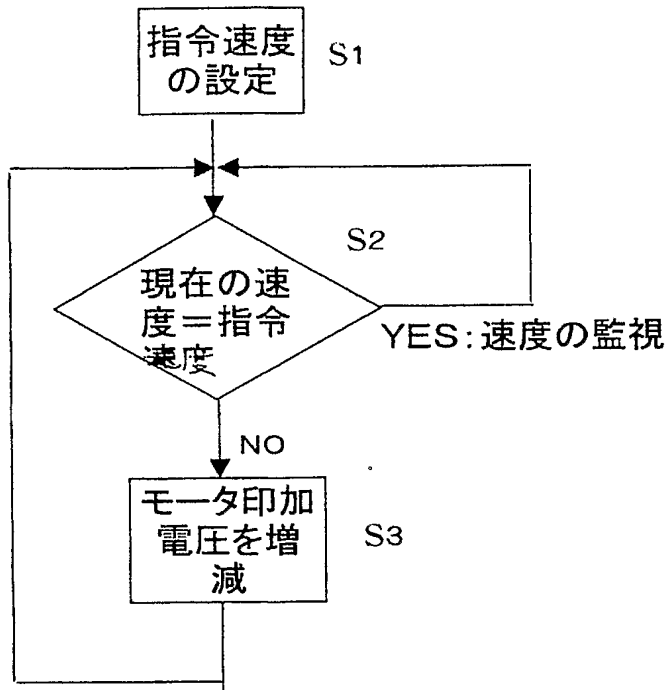 指令速度
の設定
S1
S2
現在の速
度＝指令
速度
YES:速度の監視
NO
モータ印加
電圧を増
減
S3